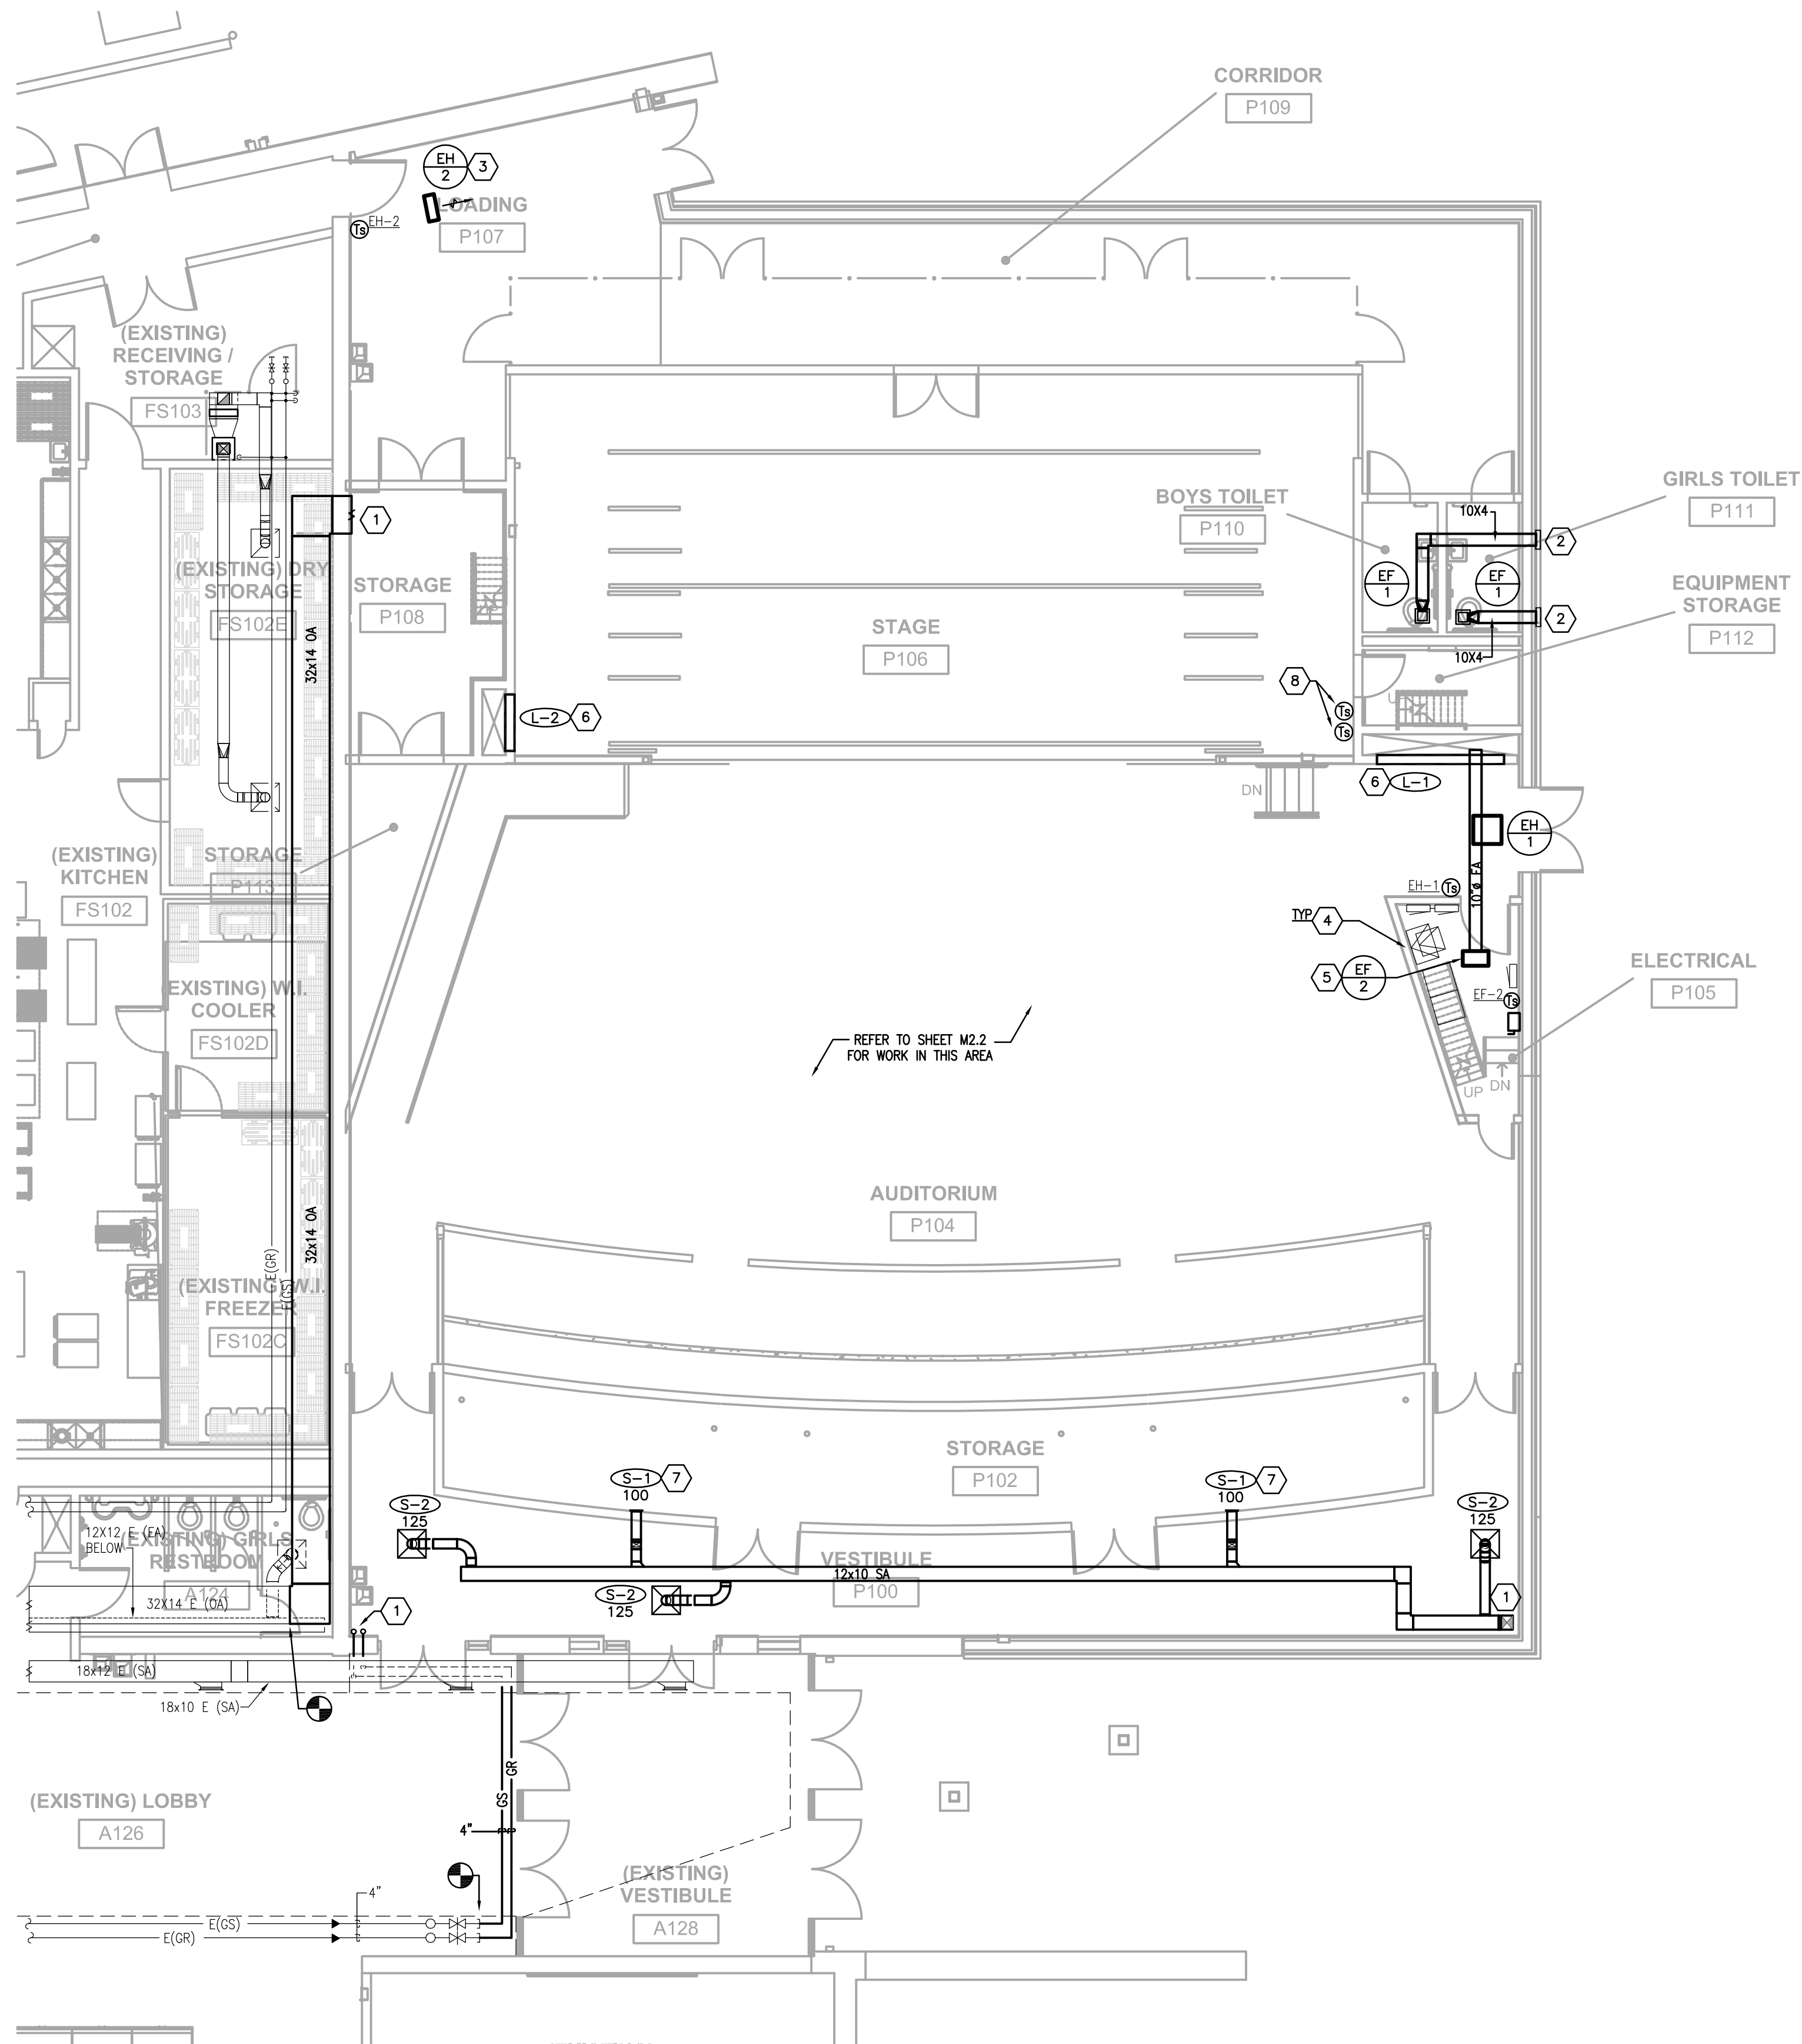 CORRIDOR
P109
EH
2
3
LOADING
P107
Ts
EH-2
(EXISTING)
RECEIVING /
STORAGE
FS103
1
BOYS TOILET
P110
GIRLS TOILET
P111
10X4
2
EF
1
EF
1
2
10X4
EQUIPMENT
STORAGE
P112
(EXISTING) DRY
STORAGE
FS102E
32x14 OA
STORAGE
P108
STAGE
P106
8
Ts
Ts
L-2
6
6
L-1
DN
EH
1
10"ø EA
(EXISTING)
KITCHEN
FS102
STORAGE
P113
EH-1
Ts
TYP
4
5
EF
2
EF-2
Ts
ELECTRICAL
P105
UP
DN
(EXISTING) W.I.
COOLER
FS102D
REFER TO SHEET M2.2
FOR WORK IN THIS AREA
AUDITORIUM
P104
32x14 OA
E(GR)
E(GS)
(EXISTING) W.I.
FREEZER
FS102C
STORAGE
P102
S-1
7
100
S-1
7
100
S-2
125
S-2
125
12X12 E (EA)
BELOW
(EXISTING) GIRLS
RESTROOM
A124
32X14 E (OA)
VESTIBULE
12x10 SA
P100
S-2
125
1
1
18x12 E (SA)
18x10 E (SA)
GS
GR
4"
(EXISTING) LOBBY
A126
(EXISTING)
VESTIBULE
A128
4"
E(GS)
E(GR)